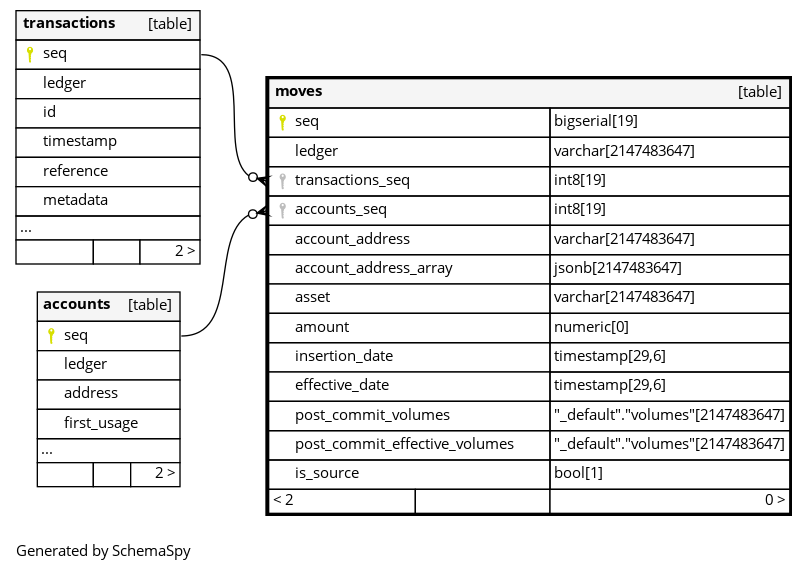 transactions [table]
seq
ledger
id
timestamp
reference
metadata
...
2 >
moves [table]
seq bigserial[19]
ledger varchar[2147483647]
transactions_seq int8[19]
accounts_seq int8[19]
account_address varchar[2147483647]
account_address_array jsonb[2147483647]
asset varchar[2147483647]
amount numeric[0]
insertion_date timestamp[29,6]
effective_date timestamp[29,6]
post_commit_volumes "_default"."volumes"[2147483647]
post_commit_effective_volumes "_default"."volumes"[2147483647]
is_source bool[1]
< 2 0 >
accounts [table]
seq
ledger
address
first_usage
...
2 >
Generated by SchemaSpy